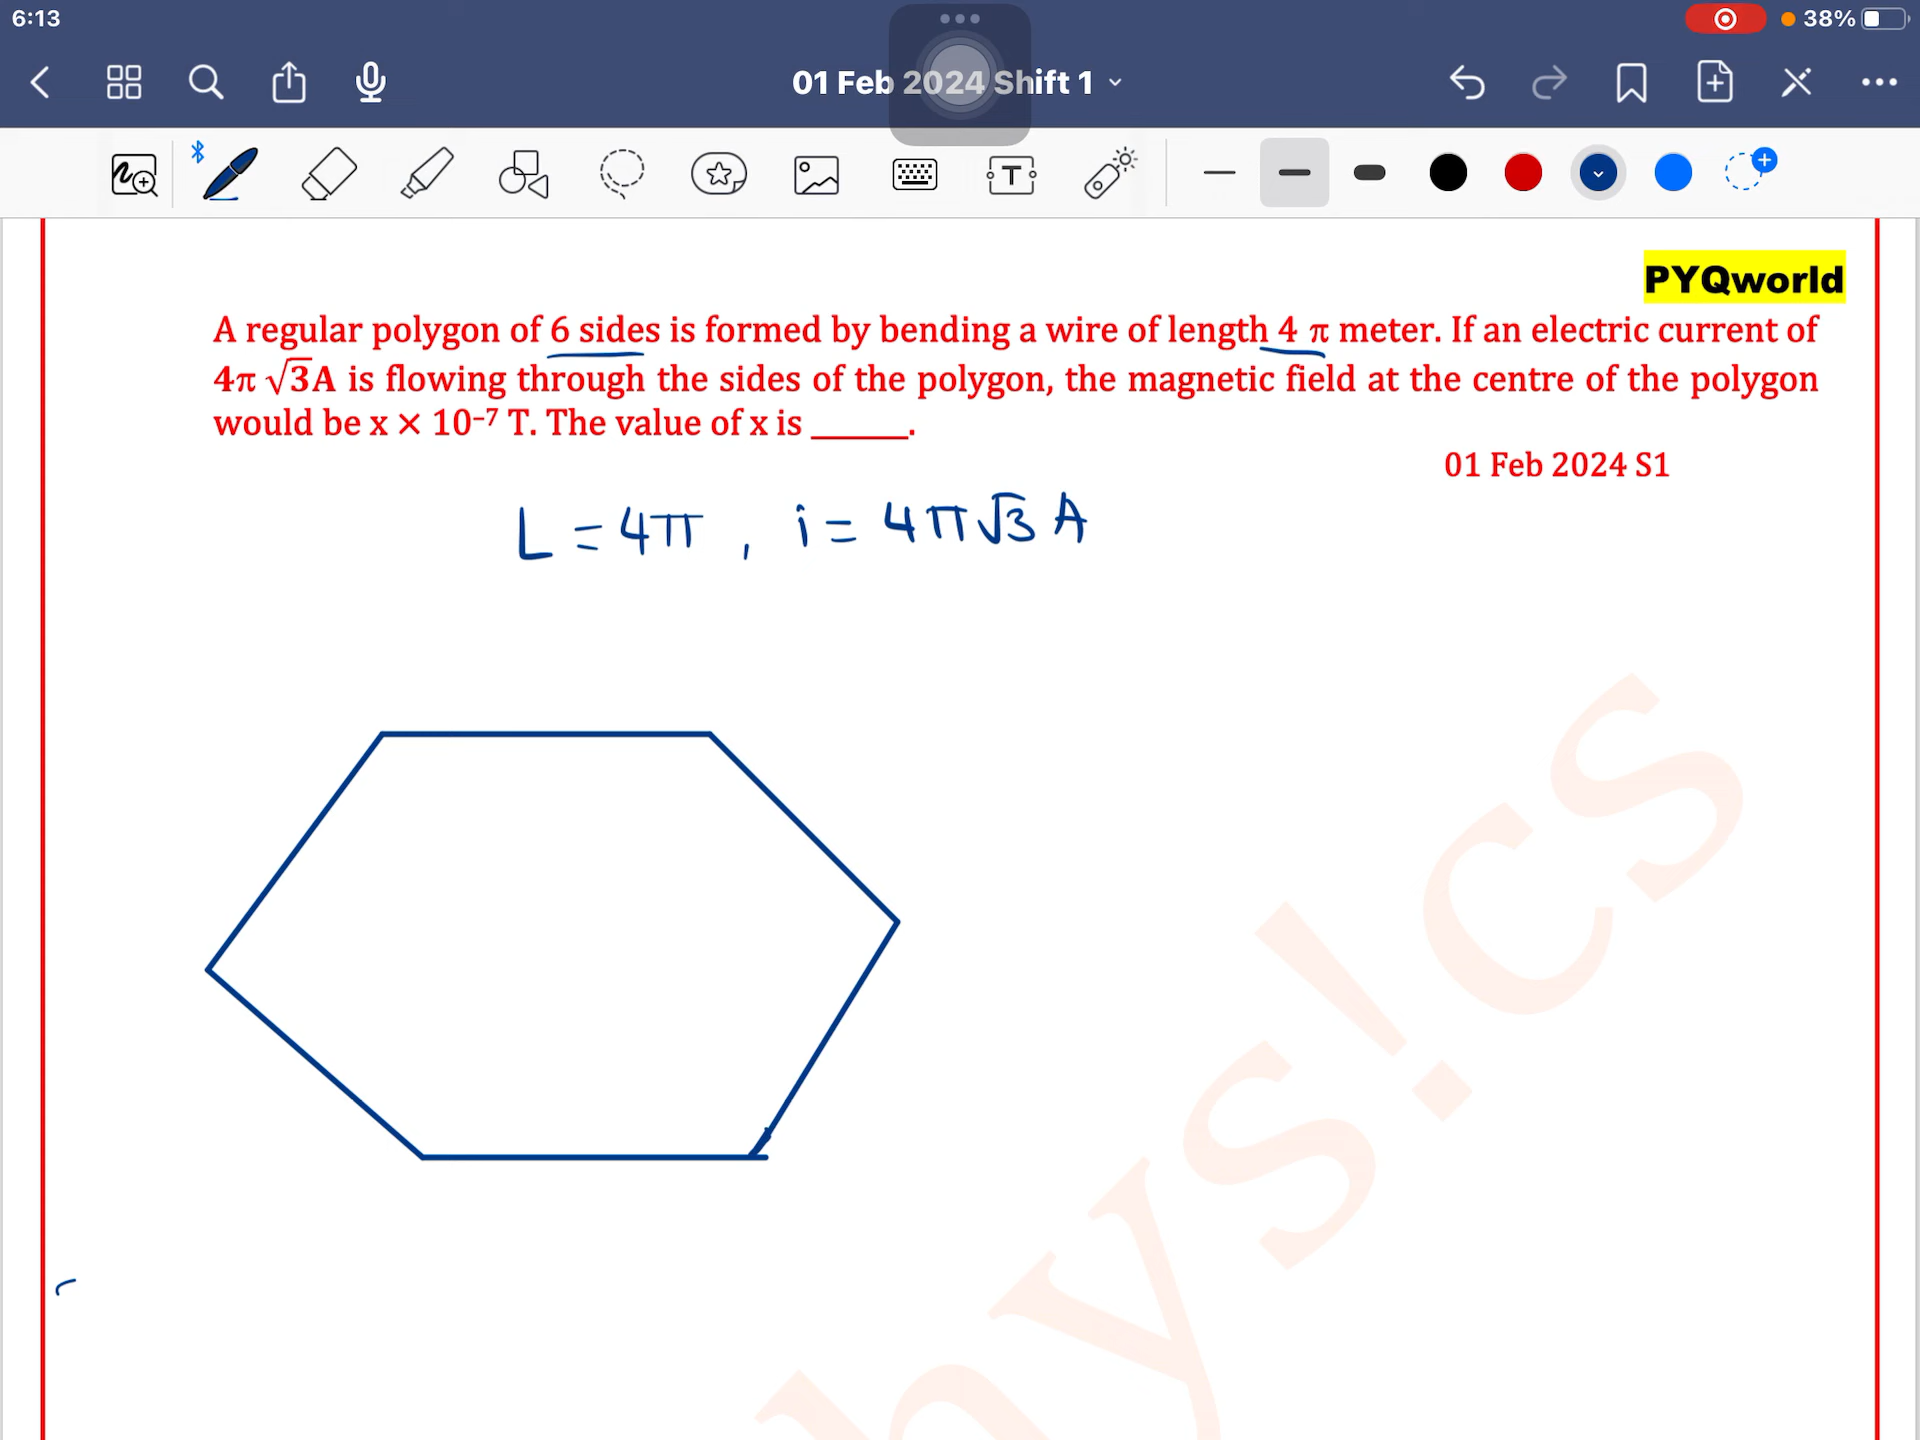 6:13
38%
01 Feb 2024 Shift 1
PYQworld
A regular polygon of 6 sides is formed by bending a wire of length 4 π meter. If an electric current of
4π √3A is flowing through the sides of the polygon, the magnetic field at the centre of the polygon
would be x × 10⁻⁷ T. The value of x is ______.
01 Feb 2024 S1
L = 4π , i = 4π√3 A
hys!cs